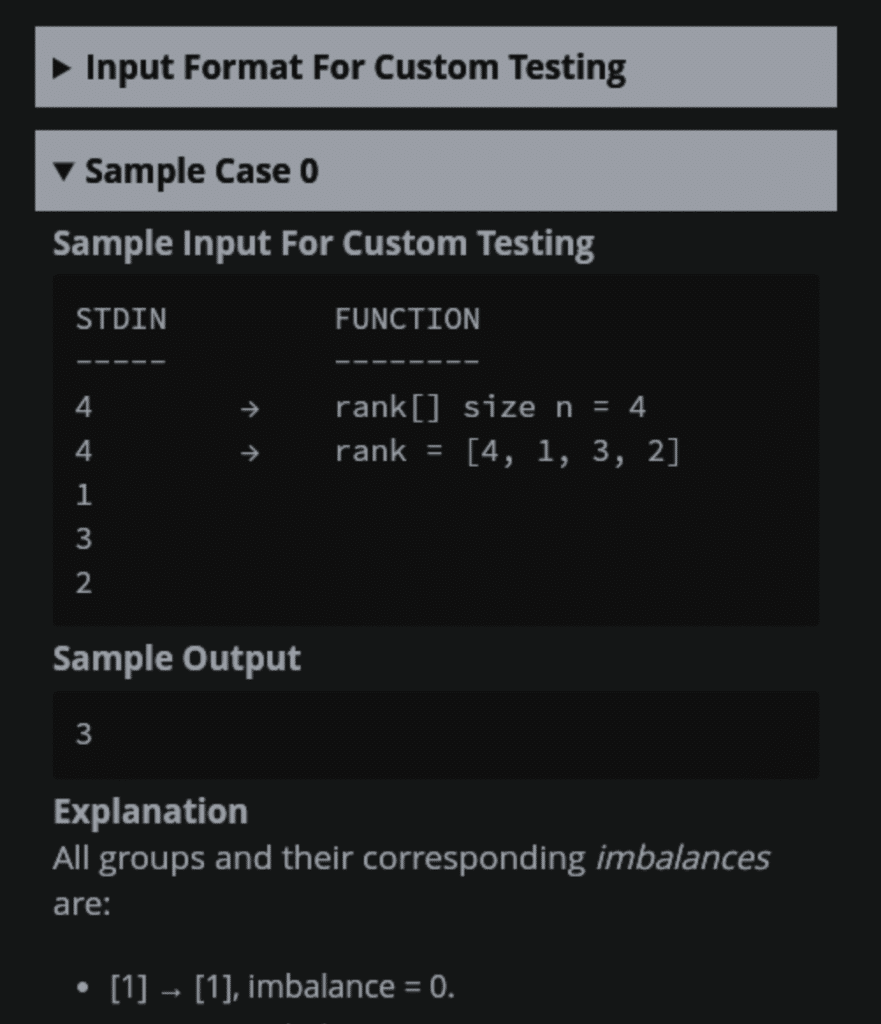 ▶ Input Format For Custom Testing
▼ Sample Case 0
Sample Input For Custom Testing
STDIN FUNCTION
----- --------
4 → rank[] size n = 4
4 → rank = [4, 1, 3, 2]
1
3
2
Sample Output
3
Explanation
All groups and their corresponding imbalances
are:
• [1] → [1], imbalance = 0.